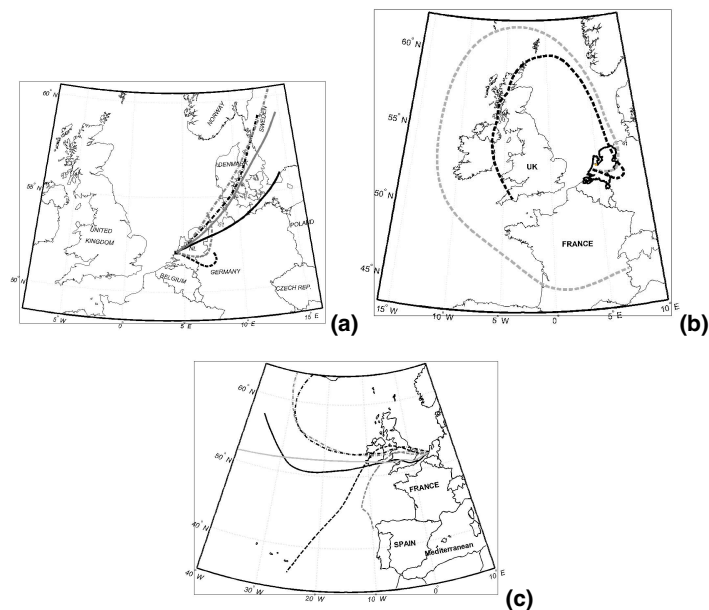 60° N
55° N
50° N
5° W
0°
5° E
10° E
15° E
NORWAY
SWEDEN
DENMARK
UNITED
KINGDOM
NL
BELGIUM
GERMANY
POLAND
CZECH REP.
(a)
60° N
55° N
50° N
45° N
15° W
10° W
5° W
0°
5° E
10° E
UK
FRANCE
(b)
60° N
50° N
40° N
40 W
30° W
20° W
10° W
0
10° E
FRANCE
SPAIN
Mediterranean
(c)